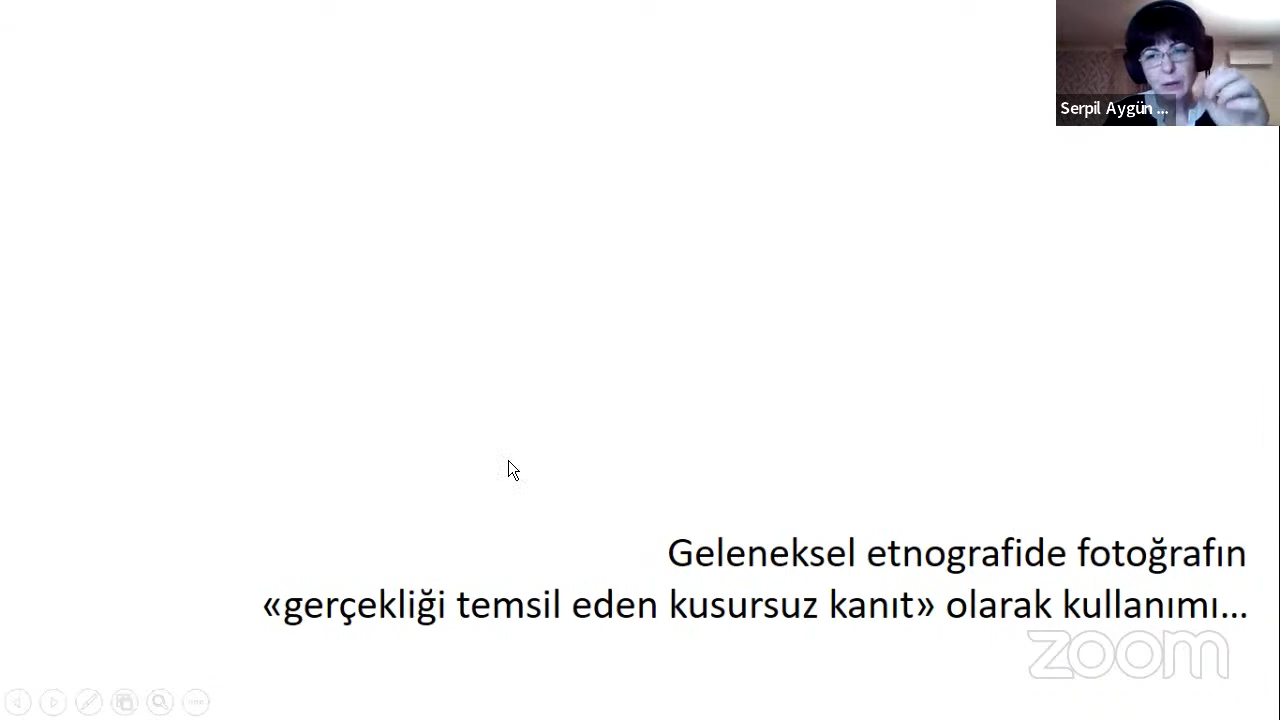 Serpil Aygün ...
Geleneksel etnografide fotoğrafın
«gerçekliği temsil eden kusursuz kanıt» olarak kullanımı...
zoom